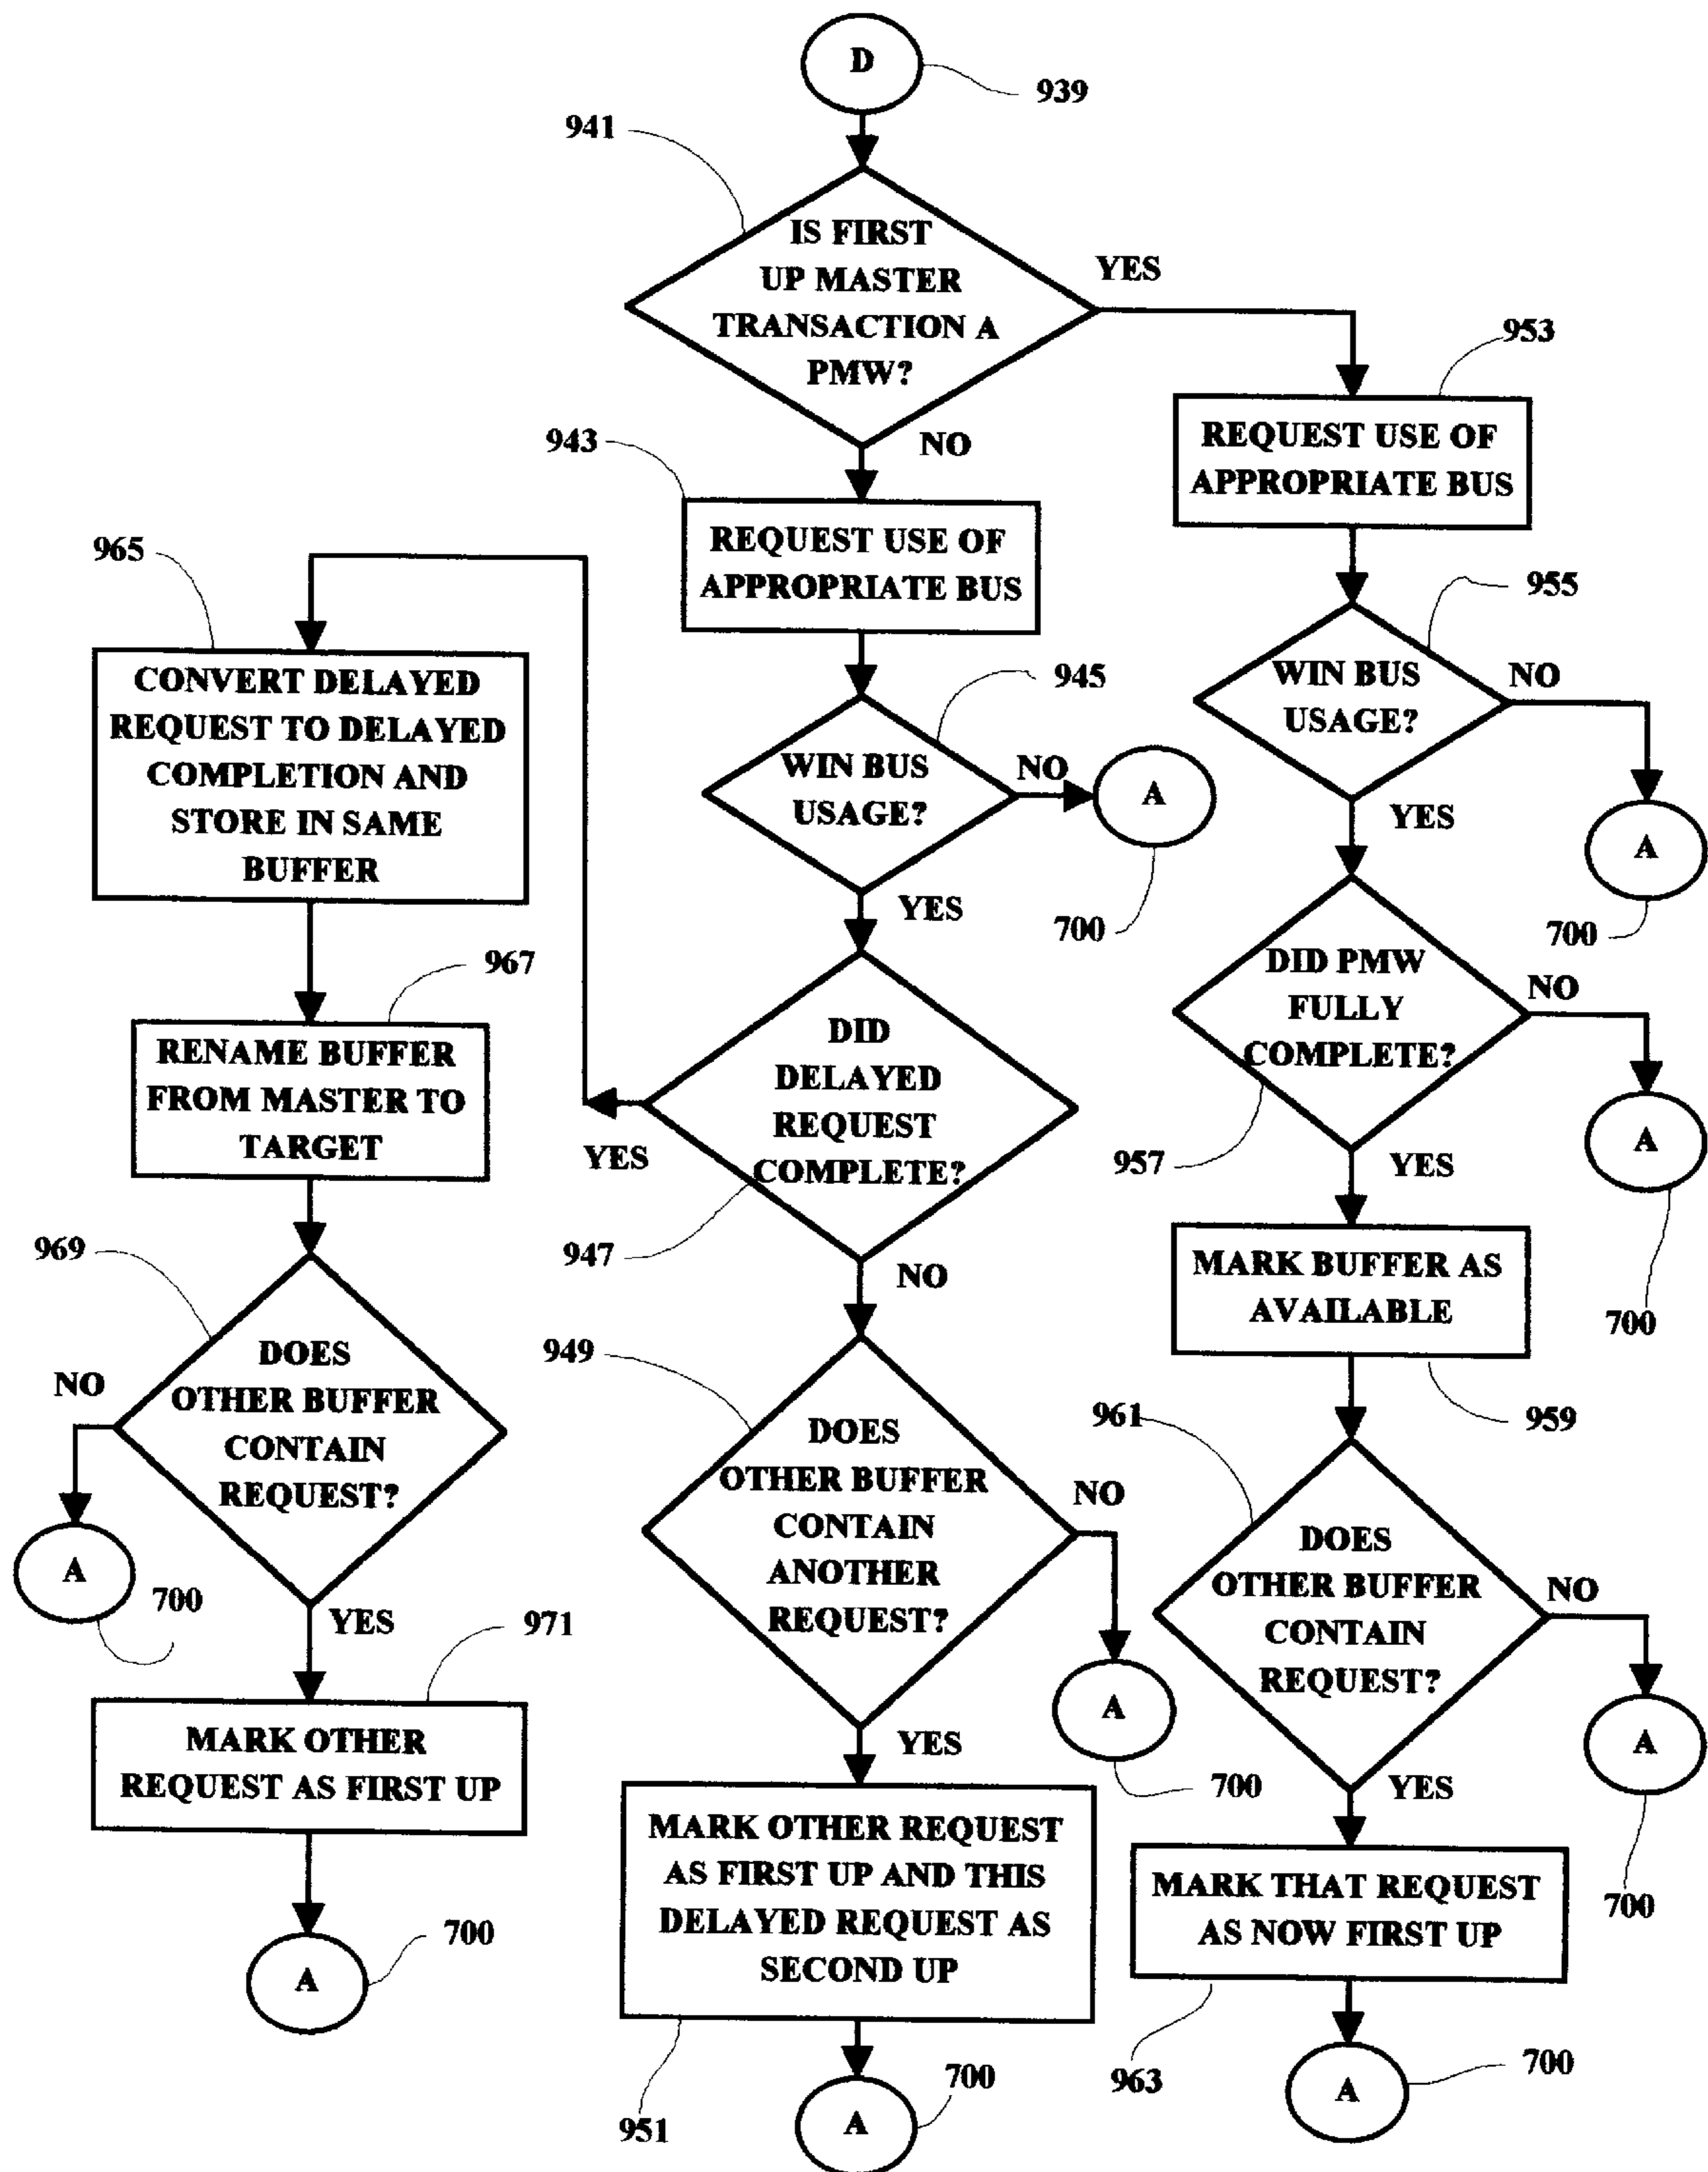 D
939
941
IS FIRST
UP MASTER
TRANSACTION A
PMW?
YES
NO
953
REQUEST USE OF
APPROPRIATE BUS
943
REQUEST USE OF
APPROPRIATE BUS
955
WIN BUS
USAGE?
NO
YES
A
700
945
WIN BUS
USAGE?
NO
A
700
YES
965
CONVERT DELAYED
REQUEST TO DELAYED
COMPLETION AND
STORE IN SAME
BUFFER
967
RENAME BUFFER
FROM MASTER TO
TARGET
DID
DELAYED
REQUEST
COMPLETE?
YES
947
NO
DID PMW
FULLY
COMPLETE?
NO
957
YES
A
700
MARK BUFFER AS
AVAILABLE
959
969
DOES
OTHER BUFFER
CONTAIN
REQUEST?
NO
A
700
YES
971
MARK OTHER
REQUEST AS FIRST UP
A
700
949
DOES
OTHER BUFFER
CONTAIN
ANOTHER
REQUEST?
NO
A
700
YES
MARK OTHER REQUEST
AS FIRST UP AND THIS
DELAYED REQUEST AS
SECOND UP
951
A
700
961
DOES
OTHER BUFFER
CONTAIN
REQUEST?
NO
A
700
YES
MARK THAT REQUEST
AS NOW FIRST UP
963
A
700